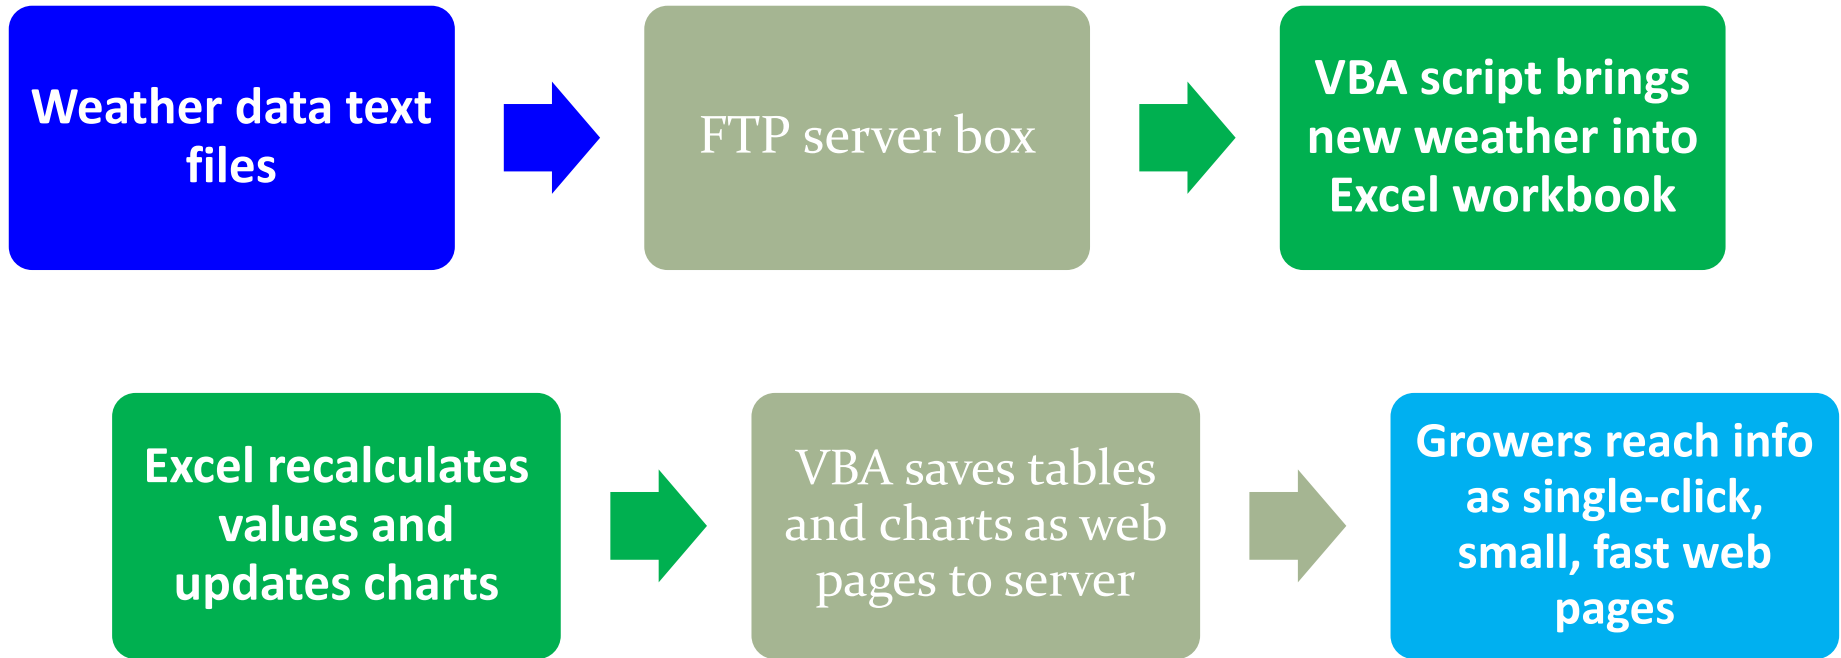 Weather data text
files
FTP server box
VBA script brings
new weather into
Excel workbook
Excel recalculates
values and
updates charts
VBA saves tables
and charts as web
pages to server
Growers reach info
as single-click,
small, fast web
pages